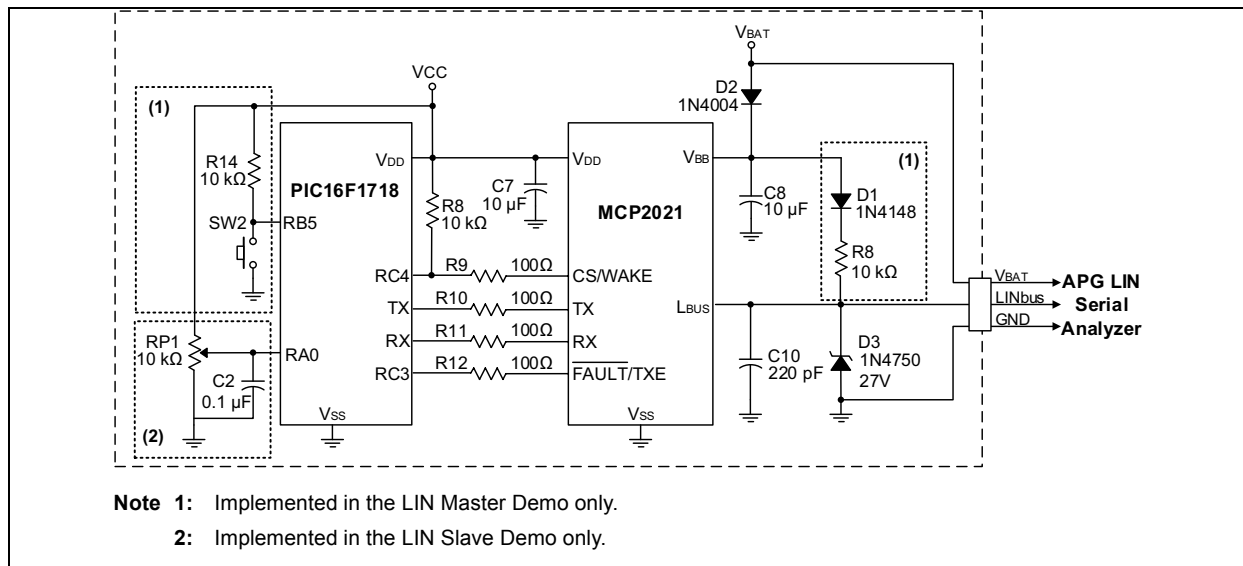 VBAT
VCC
D2
1N4004
(1)
R14
10 kΩ
VDD
PIC16F1718
SW2
RB5
R8
10 kΩ
C7
10 µF
VDD
VBB
MCP2021
C8
10 µF
(1)
D1
1N4148
R8
10 kΩ
RC4
R9
100Ω
CS/WAKE
TX
R10
100Ω
TX
LBUS
RX
R11
100Ω
RX
RC3
R12
100Ω
FAULT/TXE
RP1
10 kΩ
RA0
C2
0.1 µF
(2)
VSS
VSS
C10
220 pF
D3
1N4750
27V
VBAT
LINbus
GND
APG LIN
Serial
Analyzer
Note 1: Implemented in the LIN Master Demo only.
2: Implemented in the LIN Slave Demo only.